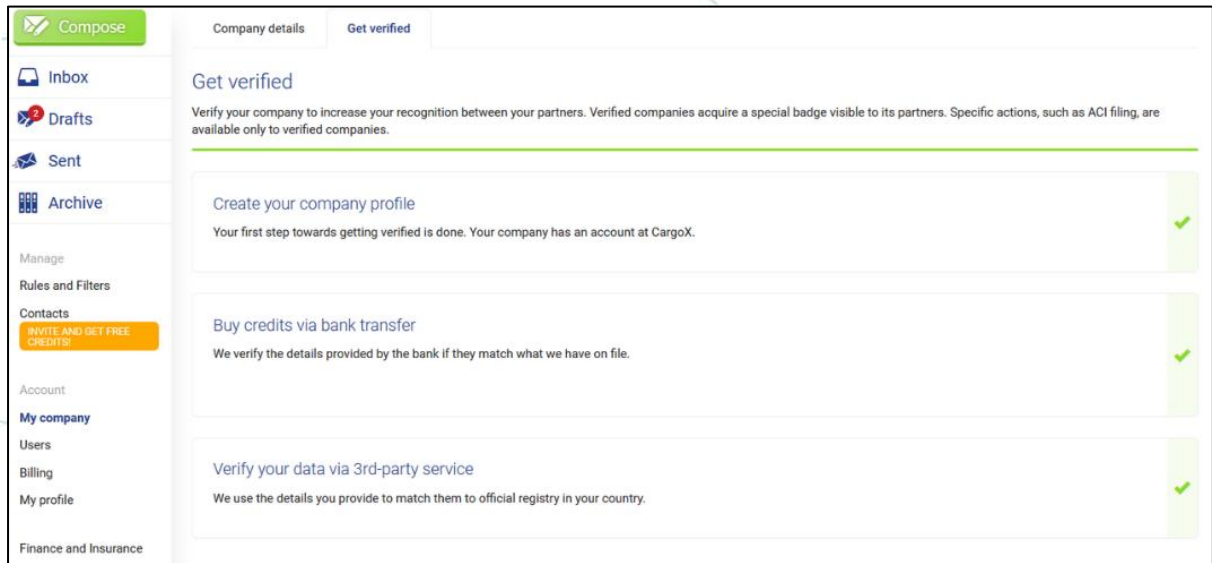 Compose
Inbox
2
Drafts
Sent
Archive
Manage
Rules and Filters
Contacts
INVITE AND GET FREE
CREDITS!
Account
My company
Users
Billing
My profile
Finance and Insurance
Company details
Get verified
Get verified
Verify your company to increase your recognition between your partners. Verified companies acquire a special badge visible to its partners. Specific actions, such as ACI filing, are
available only to verified companies.
Create your company profile
Your first step towards getting verified is done. Your company has an account at CargoX.
Buy credits via bank transfer
We verify the details provided by the bank if they match what we have on file.
Verify your data via 3rd-party service
We use the details you provide to match them to official registry in your country.